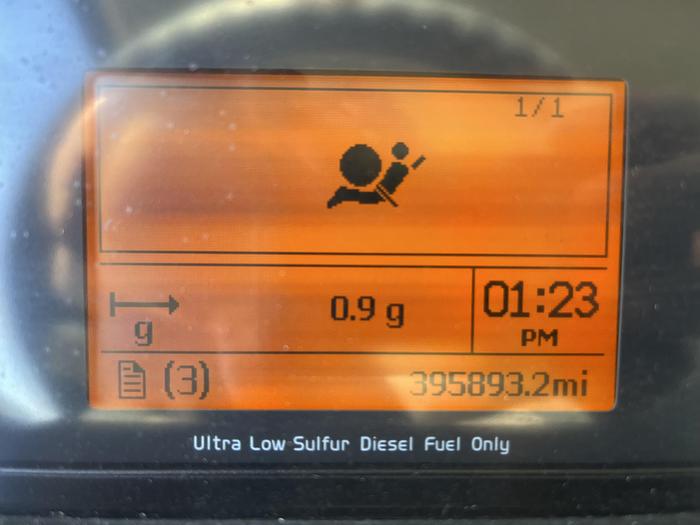 1/1
0.9 g
01:23
g
PM
(3)
395893.2mi
Ultra Low Sulfur Diesel Fuel Only